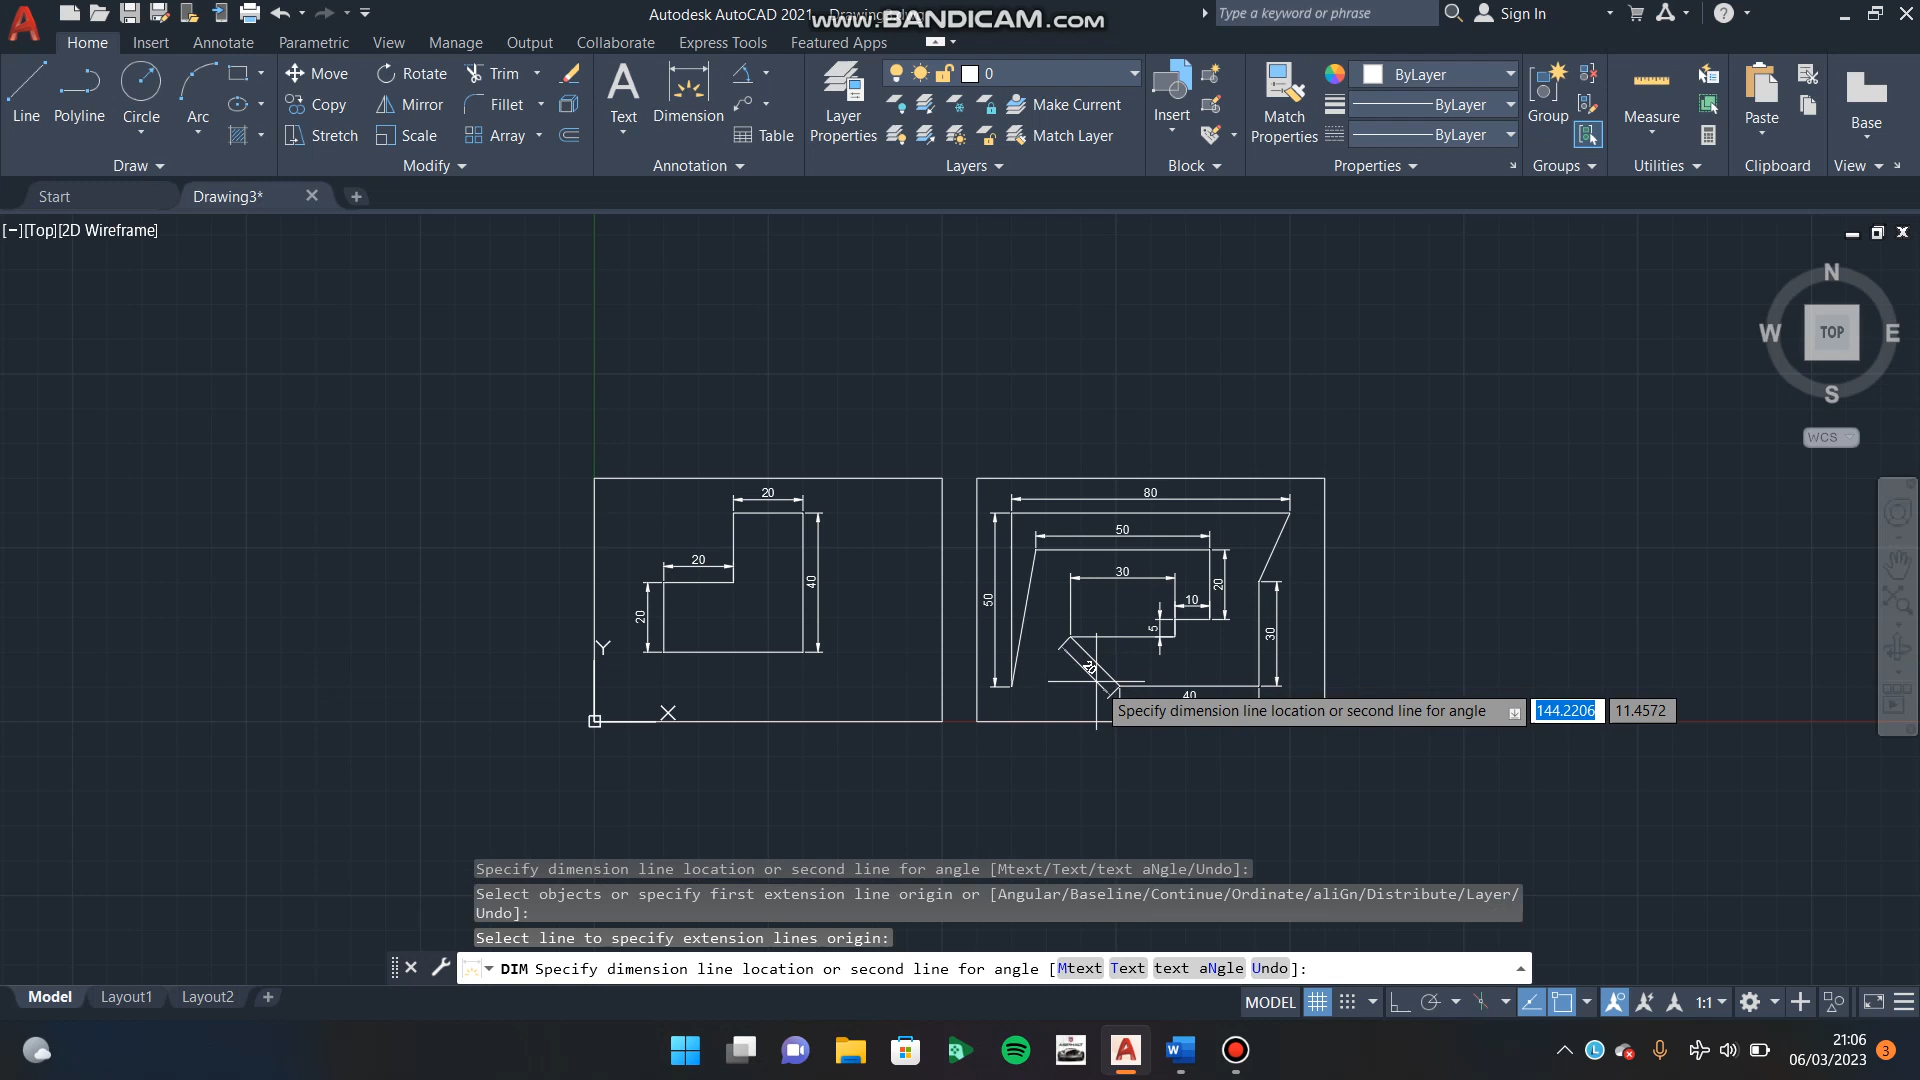 Autodesk AutoCAD 2021
www.BANDICAM.com
Type a keyword or phrase
Sign In
Home Insert Annotate Parametric View Manage Output Collaborate Express Tools Featured Apps
Line Polyline Circle Arc
Move Rotate Trim
Copy Mirror Fillet
Stretch Scale Array
Text Dimension Table
Layer Properties
0
Make Current
Match Layer
Insert
Match Properties
ByLayer
ByLayer
ByLayer
Group
Measure
Paste
Base
Draw Modify Annotation Layers Block Properties Groups Utilities Clipboard View
Start Drawing3*
[−][Top][2D Wireframe]
N
W TOP E
S
WCS
20
20
20
40
80
50
30
50
20
10
5
30
20
40
Y
X
Specify dimension line location or second line for angle 144.2206 11.4572
Specify dimension line location or second line for angle [Mtext/Text/text aNgle/Undo]:
Select objects or specify first extension line origin or [Angular/Baseline/Continue/Ordinate/aliGn/Distribute/Layer/
Undo]:
Select line to specify extension lines origin:
DIM Specify dimension line location or second line for angle [Mtext Text text aNgle Undo]:
Model Layout1 Layout2
MODEL 1:1
21:06
06/03/2023
3